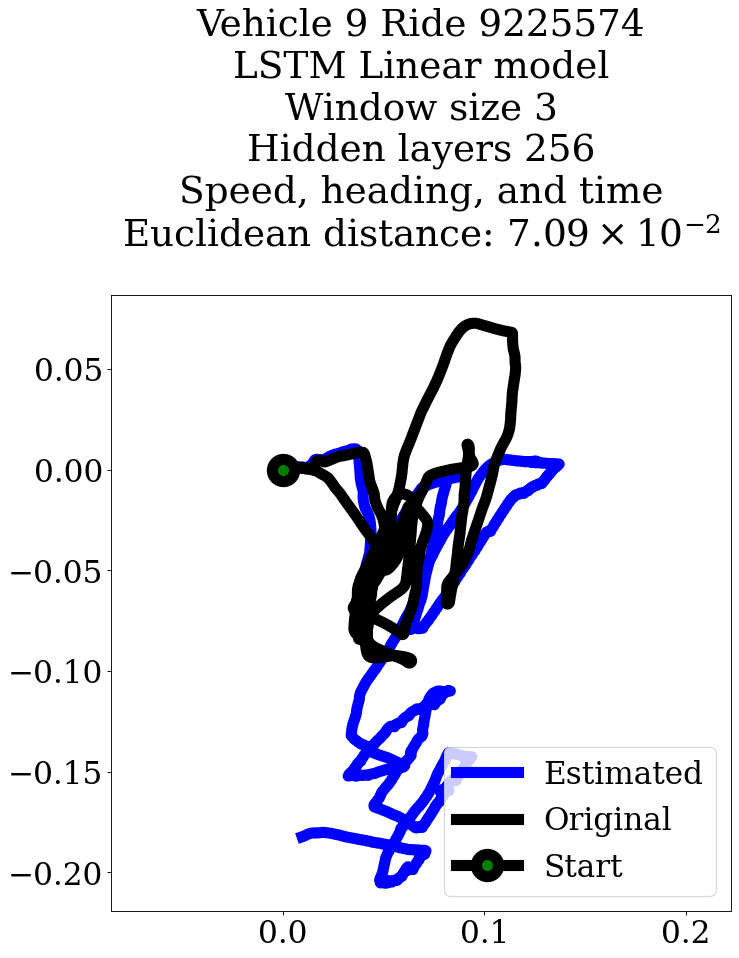 Vehicle 9 Ride 9225574
LSTM Linear model
Window size 3
Hidden layers 256
Speed, heading, and time
Euclidean distance: 7.09 × 10⁻²
0.05
0.00
−0.05
−0.10
−0.15
−0.20
Estimated
Original
Start
0.0 0.1 0.2